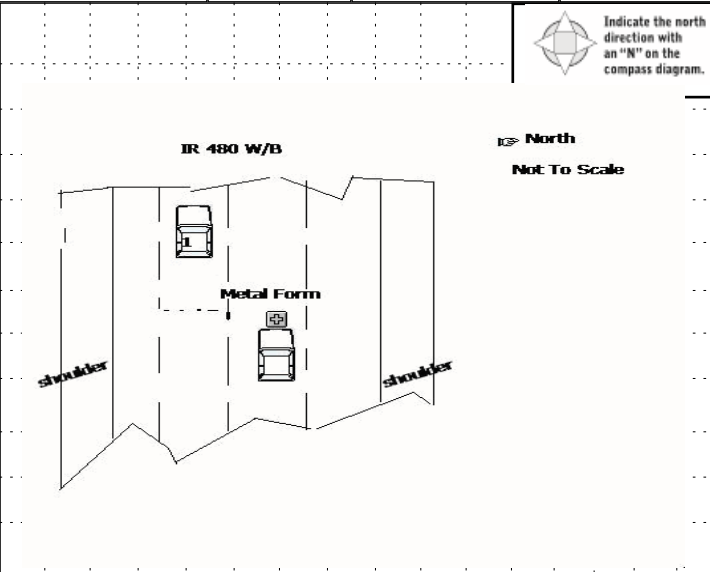 Indicate the north
direction with
an “N” on the
compass diagram.
IR 480 W/B
North
Not To Scale
1
Metal Form
shoulder
shoulder